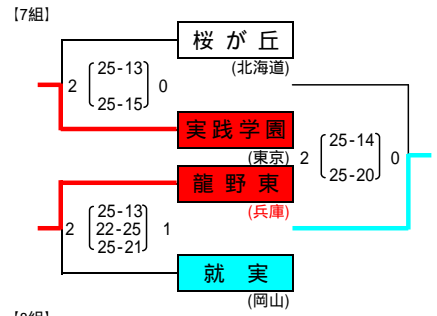 【7組】
桜が丘
(北海道)
2 25-13 0
25-15
実践学園
(東京)
2 25-14 0
25-20
龍野東
(兵庫)
2 25-13 1
22-25
25-21
就実
(岡山)